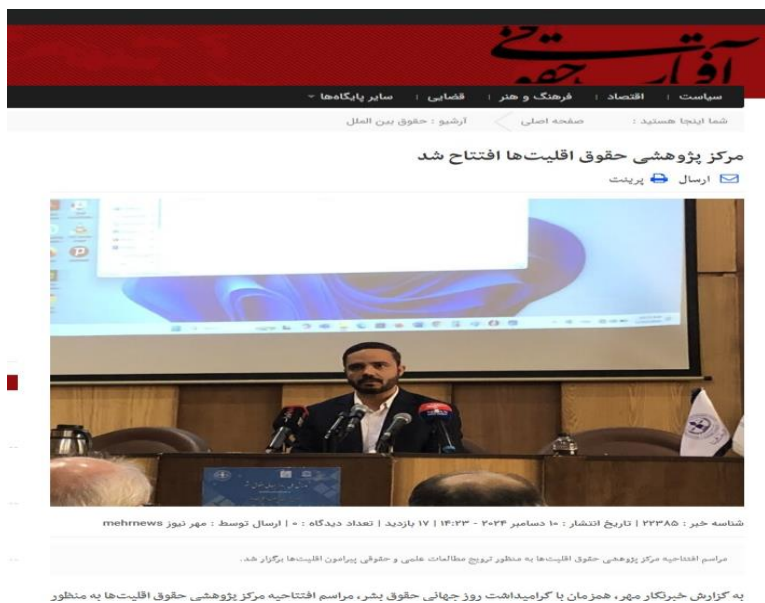 آفتاب حقوقی
سیاست : اقتصاد : فرهنگ و هنر : قضایی : سایر پایگاه‌ها
شما اینجا هستید : صفحه اصلی آرشیو : حقوق بین الملل
مرکز پژوهشی حقوق اقلیت‌ها افتتاح شد
ارسال پرینت
شناسه خبر : ۲۲۳۸۵ | تاریخ انتشار : ۱۰ دسامبر ۲۰۲۴ - ۱۴:۲۳ | ۱۷ بازدید | تعداد دیدگاه : ۰ | ارسال توسط : مهر نیوز mehrnews
مراسم افتتاحیه مرکز پژوهشی حقوق اقلیت‌ها به منظور ترویج مطالعات علمی و حقوقی پیرامون اقلیت‌ها برگزار شد.
به گزارش خبرنگار مهر، همزمان با گرامیداشت روز جهانی حقوق بشر، مراسم افتتاحیه مرکز پژوهشی حقوق اقلیت‌ها به منظور